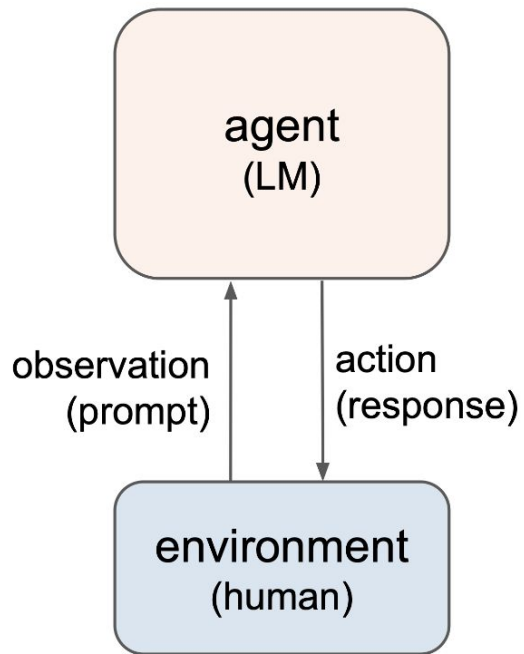 agent
(LM)
observation
(prompt)
action
(response)
environment
(human)